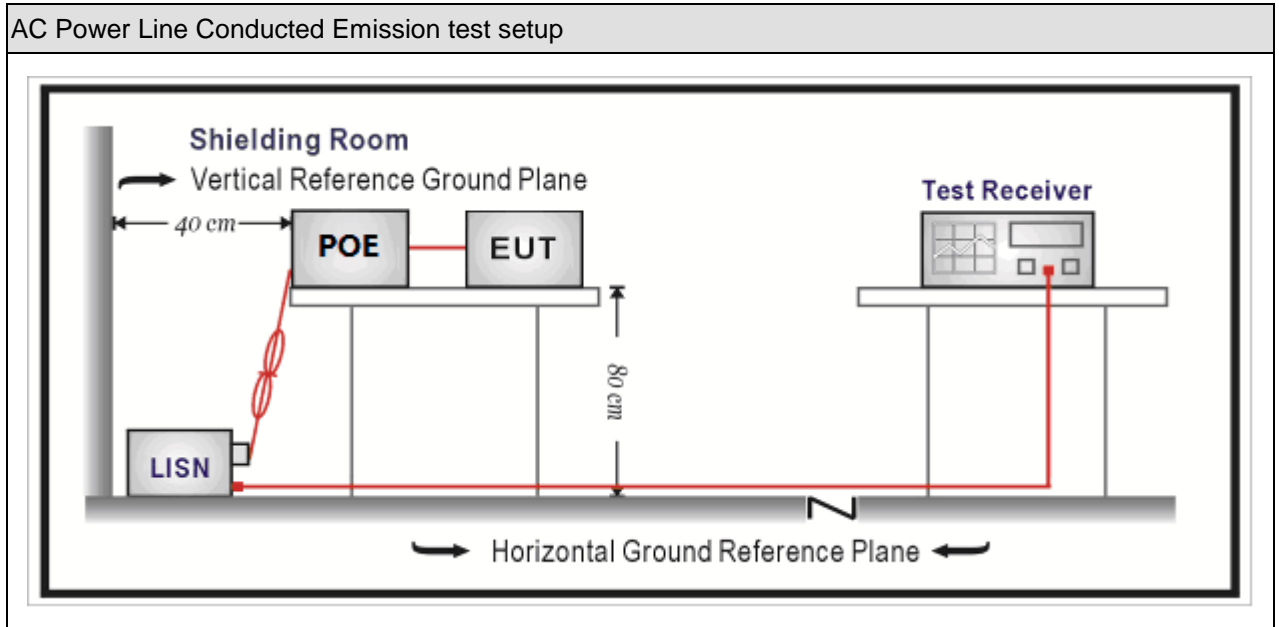 AC Power Line Conducted Emission test setup
Shielding Room
Vertical Reference Ground Plane
40 cm
POE
EUT
Test Receiver
80 cm
LISN
Horizontal Ground Reference Plane